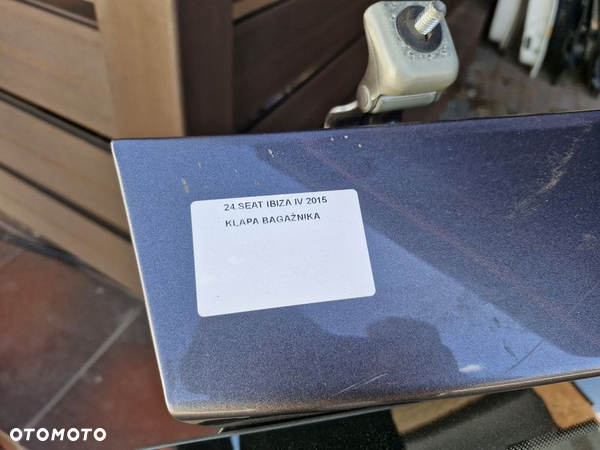 24.SEAT IBIZA IV 2015
KLAPA BAGAŻNIKA
OTOMOTO